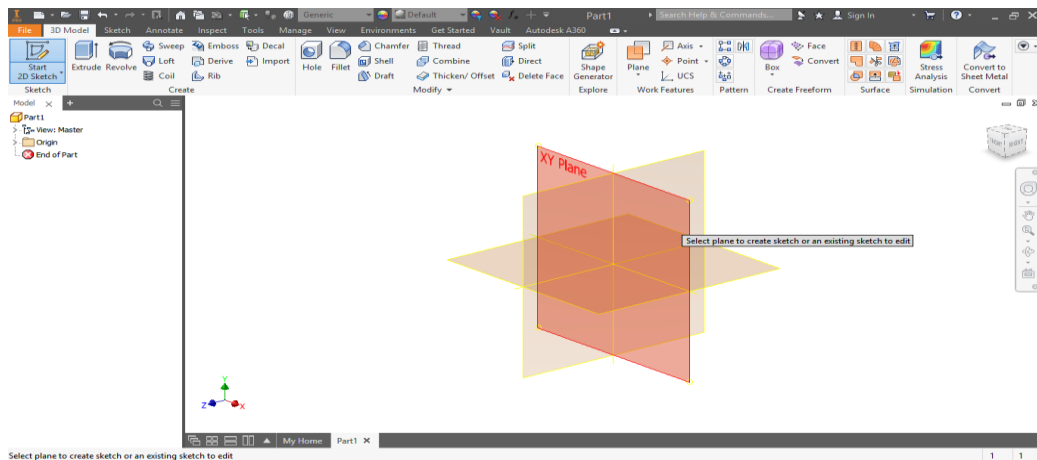 Generic Default Part1 Search Help & Commands... Sign In
File 3D Model Sketch Annotate Inspect Tools Manage View Environments Get Started Vault Autodesk A360
Start 2D Sketch
Extrude
Revolve
Sweep
Emboss
Decal
Loft
Derive
Import
Coil
Rib
Hole
Fillet
Chamfer
Thread
Split
Shell
Combine
Direct
Draft
Thicken/ Offset
Delete Face
Shape Generator
Plane
Axis
Point
UCS
Box
Face
Convert
Stress Analysis
Convert to Sheet Metal
Sketch Create Modify Explore Work Features Pattern Create Freeform Surface Simulation Convert
Model
Part1
View: Master
Origin
End of Part
XY Plane
RIGHT
Select plane to create sketch or an existing sketch to edit
Y
Z
X
My Home Part1
Select plane to create sketch or an existing sketch to edit 1 1